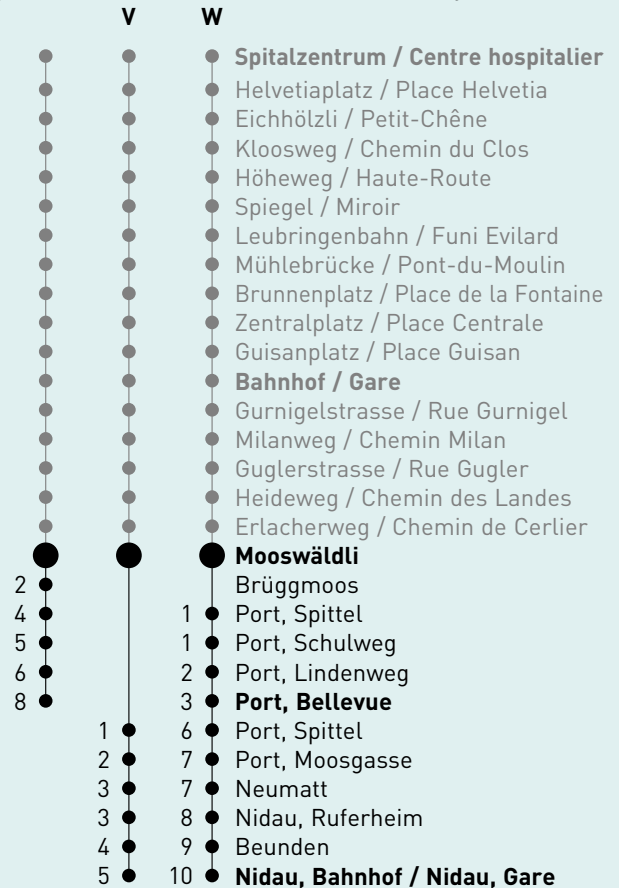 V W
Spitalzentrum / Centre hospitalier
Helvetiaplatz / Place Helvetia
Eichhölzli / Petit-Chêne
Kloosweg / Chemin du Clos
Höheweg / Haute-Route
Spiegel / Miroir
Leubringenbahn / Funi Evilard
Mühlebrücke / Pont-du-Moulin
Brunnenplatz / Place de la Fontaine
Zentralplatz / Place Centrale
Guisanplatz / Place Guisan
Bahnhof / Gare
Gurnigelstrasse / Rue Gurnigel
Milanweg / Chemin Milan
Guglerstrasse / Rue Gugler
Heideweg / Chemin des Landes
Erlacherweg / Chemin de Cerlier
Mooswäldli
2 Brüggmoos
4 1 Port, Spittel
5 1 Port, Schulweg
6 2 Port, Lindenweg
8 3 Port, Bellevue
1 6 Port, Spittel
2 7 Port, Moosgasse
3 7 Neumatt
3 8 Nidau, Ruferheim
4 9 Beunden
5 10 Nidau, Bahnhof / Nidau, Gare